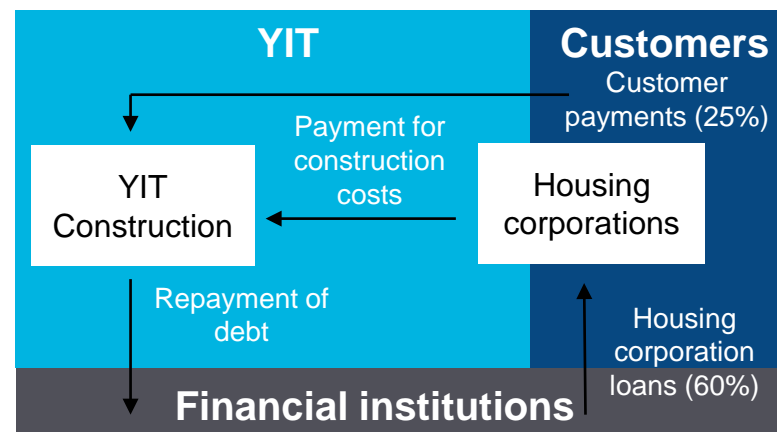 YIT
Customers
Customer
payments (25%)
Payment for
construction
costs
YIT
Construction
Housing
corporations
Repayment of
debt
Housing
corporation
loans (60%)
Financial institutions